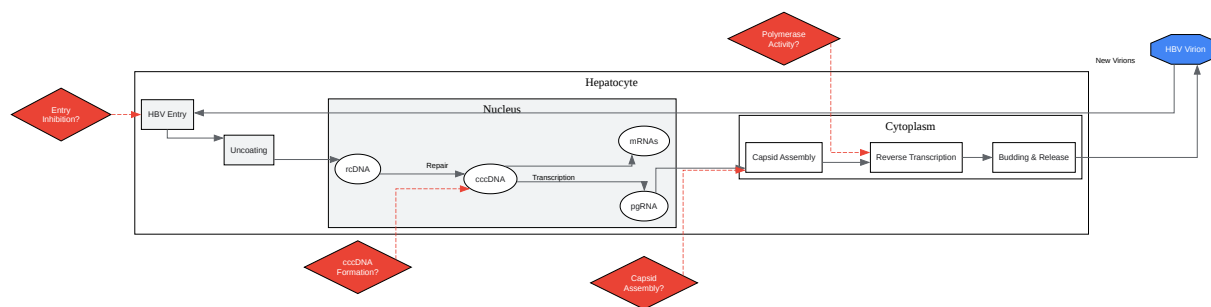 Polymerase
Activity?
HBV Virion
New Virions
Hepatocyte
Entry
Inhibition?
HBV Entry
Nucleus
Cytoplasm
Uncoating
mRNAs
Capsid Assembly
Reverse Transcription
Budding & Release
rcDNA
Repair
cccDNA
Transcription
pgRNA
cccDNA
Formation?
Capsid
Assembly?